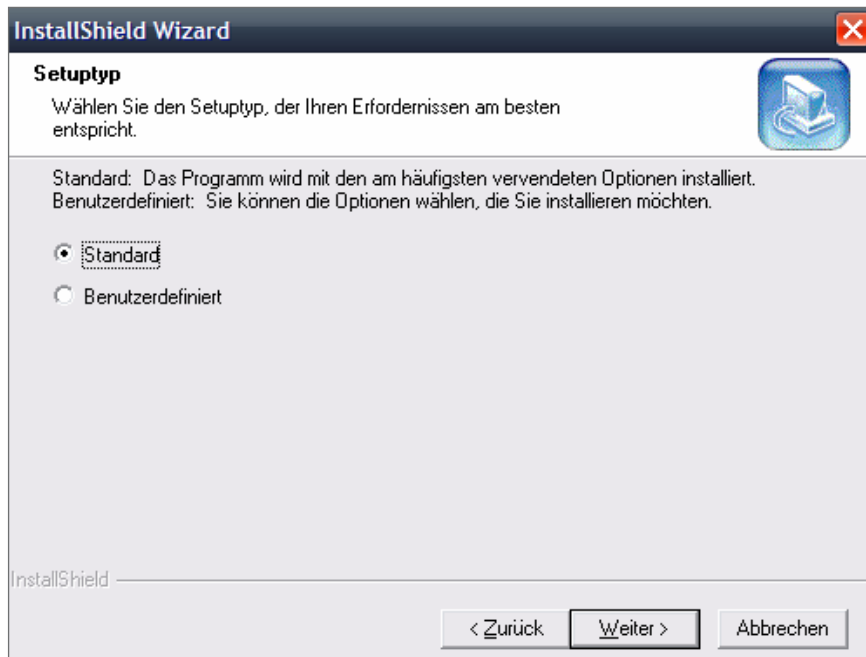 InstallShield Wizard
Setuptyp
Wählen Sie den Setuptyp, der Ihren Erfordernissen am besten
entspricht.
Standard: Das Programm wird mit den am häufigsten vervendeten Optionen installiert.
Benutzerdefiniert: Sie können die Optionen wählen, die Sie installieren möchten.
Standard
Benutzerdefiniert
InstallShield
< Zurück Weiter > Abbrechen